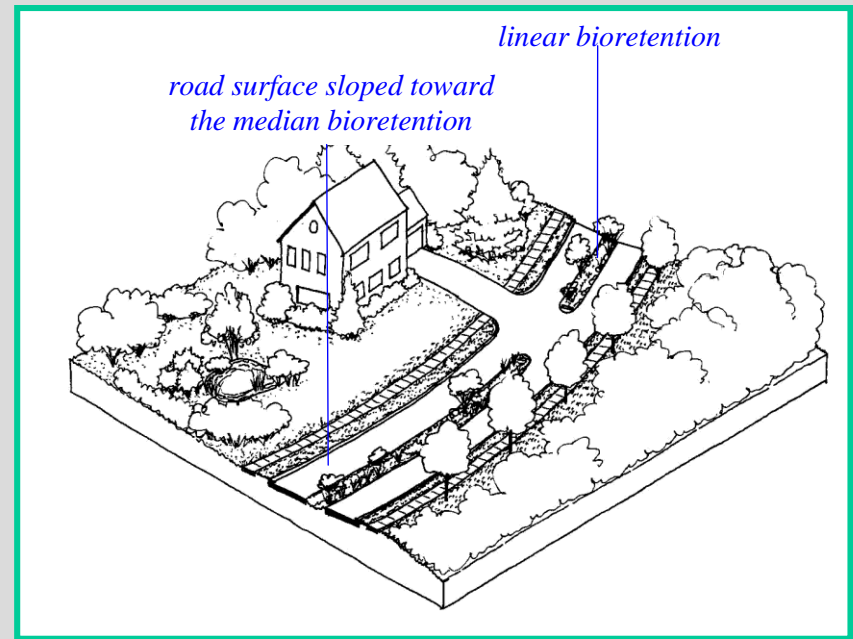 linear bioretention
road surface sloped toward
the median bioretention